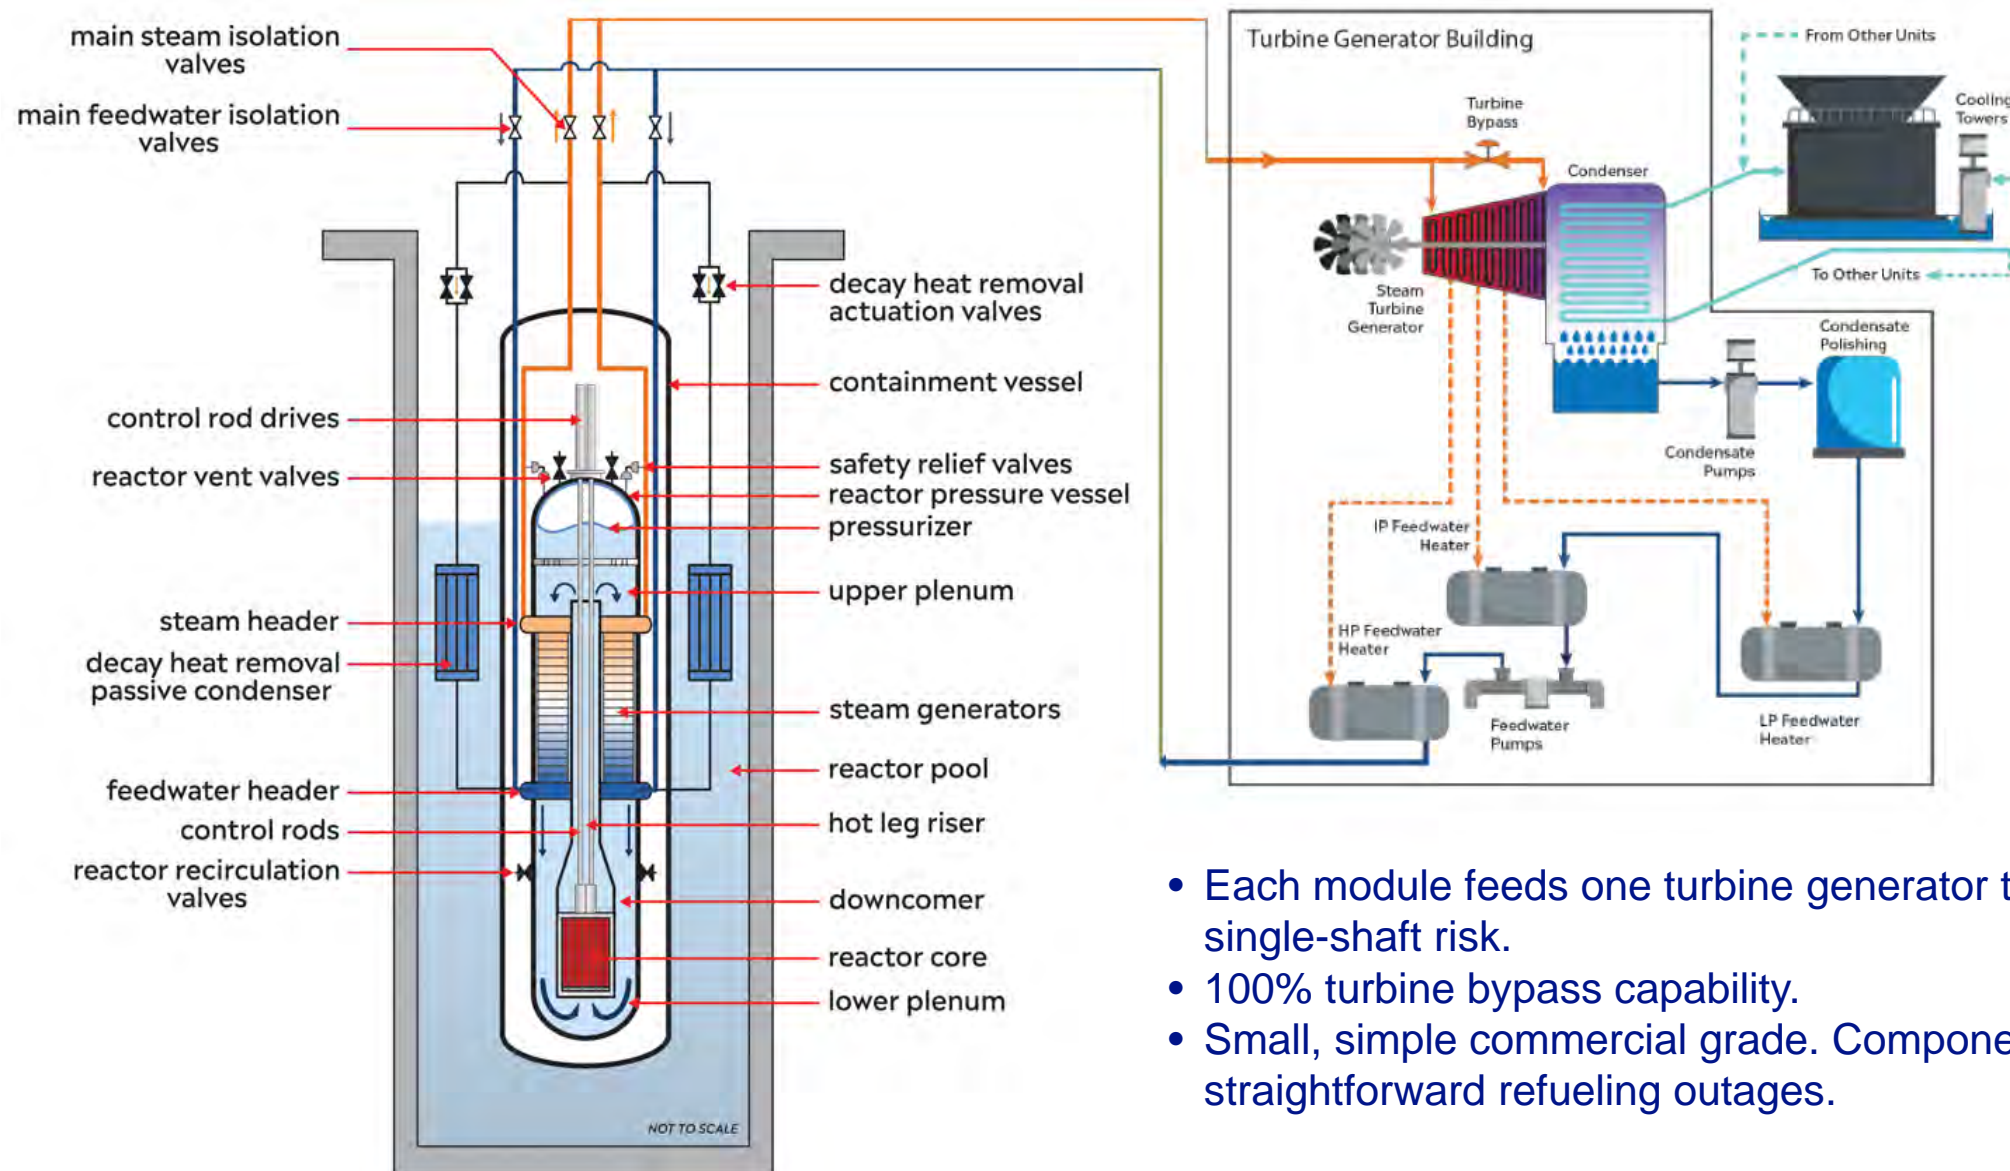 main steam isolation
valves
main feedwater isolation
valves
control rod drives
reactor vent valves
steam header
decay heat removal
passive condenser
feedwater header
control rods
reactor recirculation
valves
decay heat removal
actuation valves
containment vessel
safety relief valves
reactor pressure vessel
pressurizer
upper plenum
steam generators
reactor pool
hot leg riser
downcomer
reactor core
lower plenum
NOT TO SCALE
Turbine Generator Building
From Other Units
Turbine
Bypass
Cooling
Towers
Condenser
To Other Units
Steam
Turbine
Generator
Condensate
Polishing
Condensate
Pumps
IP Feedwater
Heater
HP Feedwater
Heater
Feedwater
Pumps
LP Feedwater
Heater
• Each module feeds one turbine generator
single-shaft risk.
• 100% turbine bypass capability.
• Small, simple commercial grade.
straightforward refueling outages.